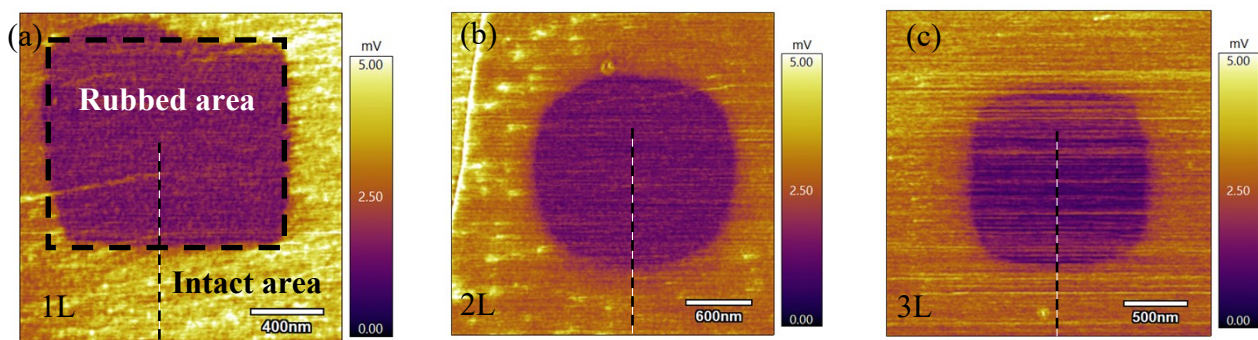 (a)
Rubbed area
Intact area
1L
400nm
mV
5.00
2.50
0.00
(b)
2L
600nm
mV
5.00
2.50
0.00
(c)
3L
500nm
mV
5.00
2.50
0.00